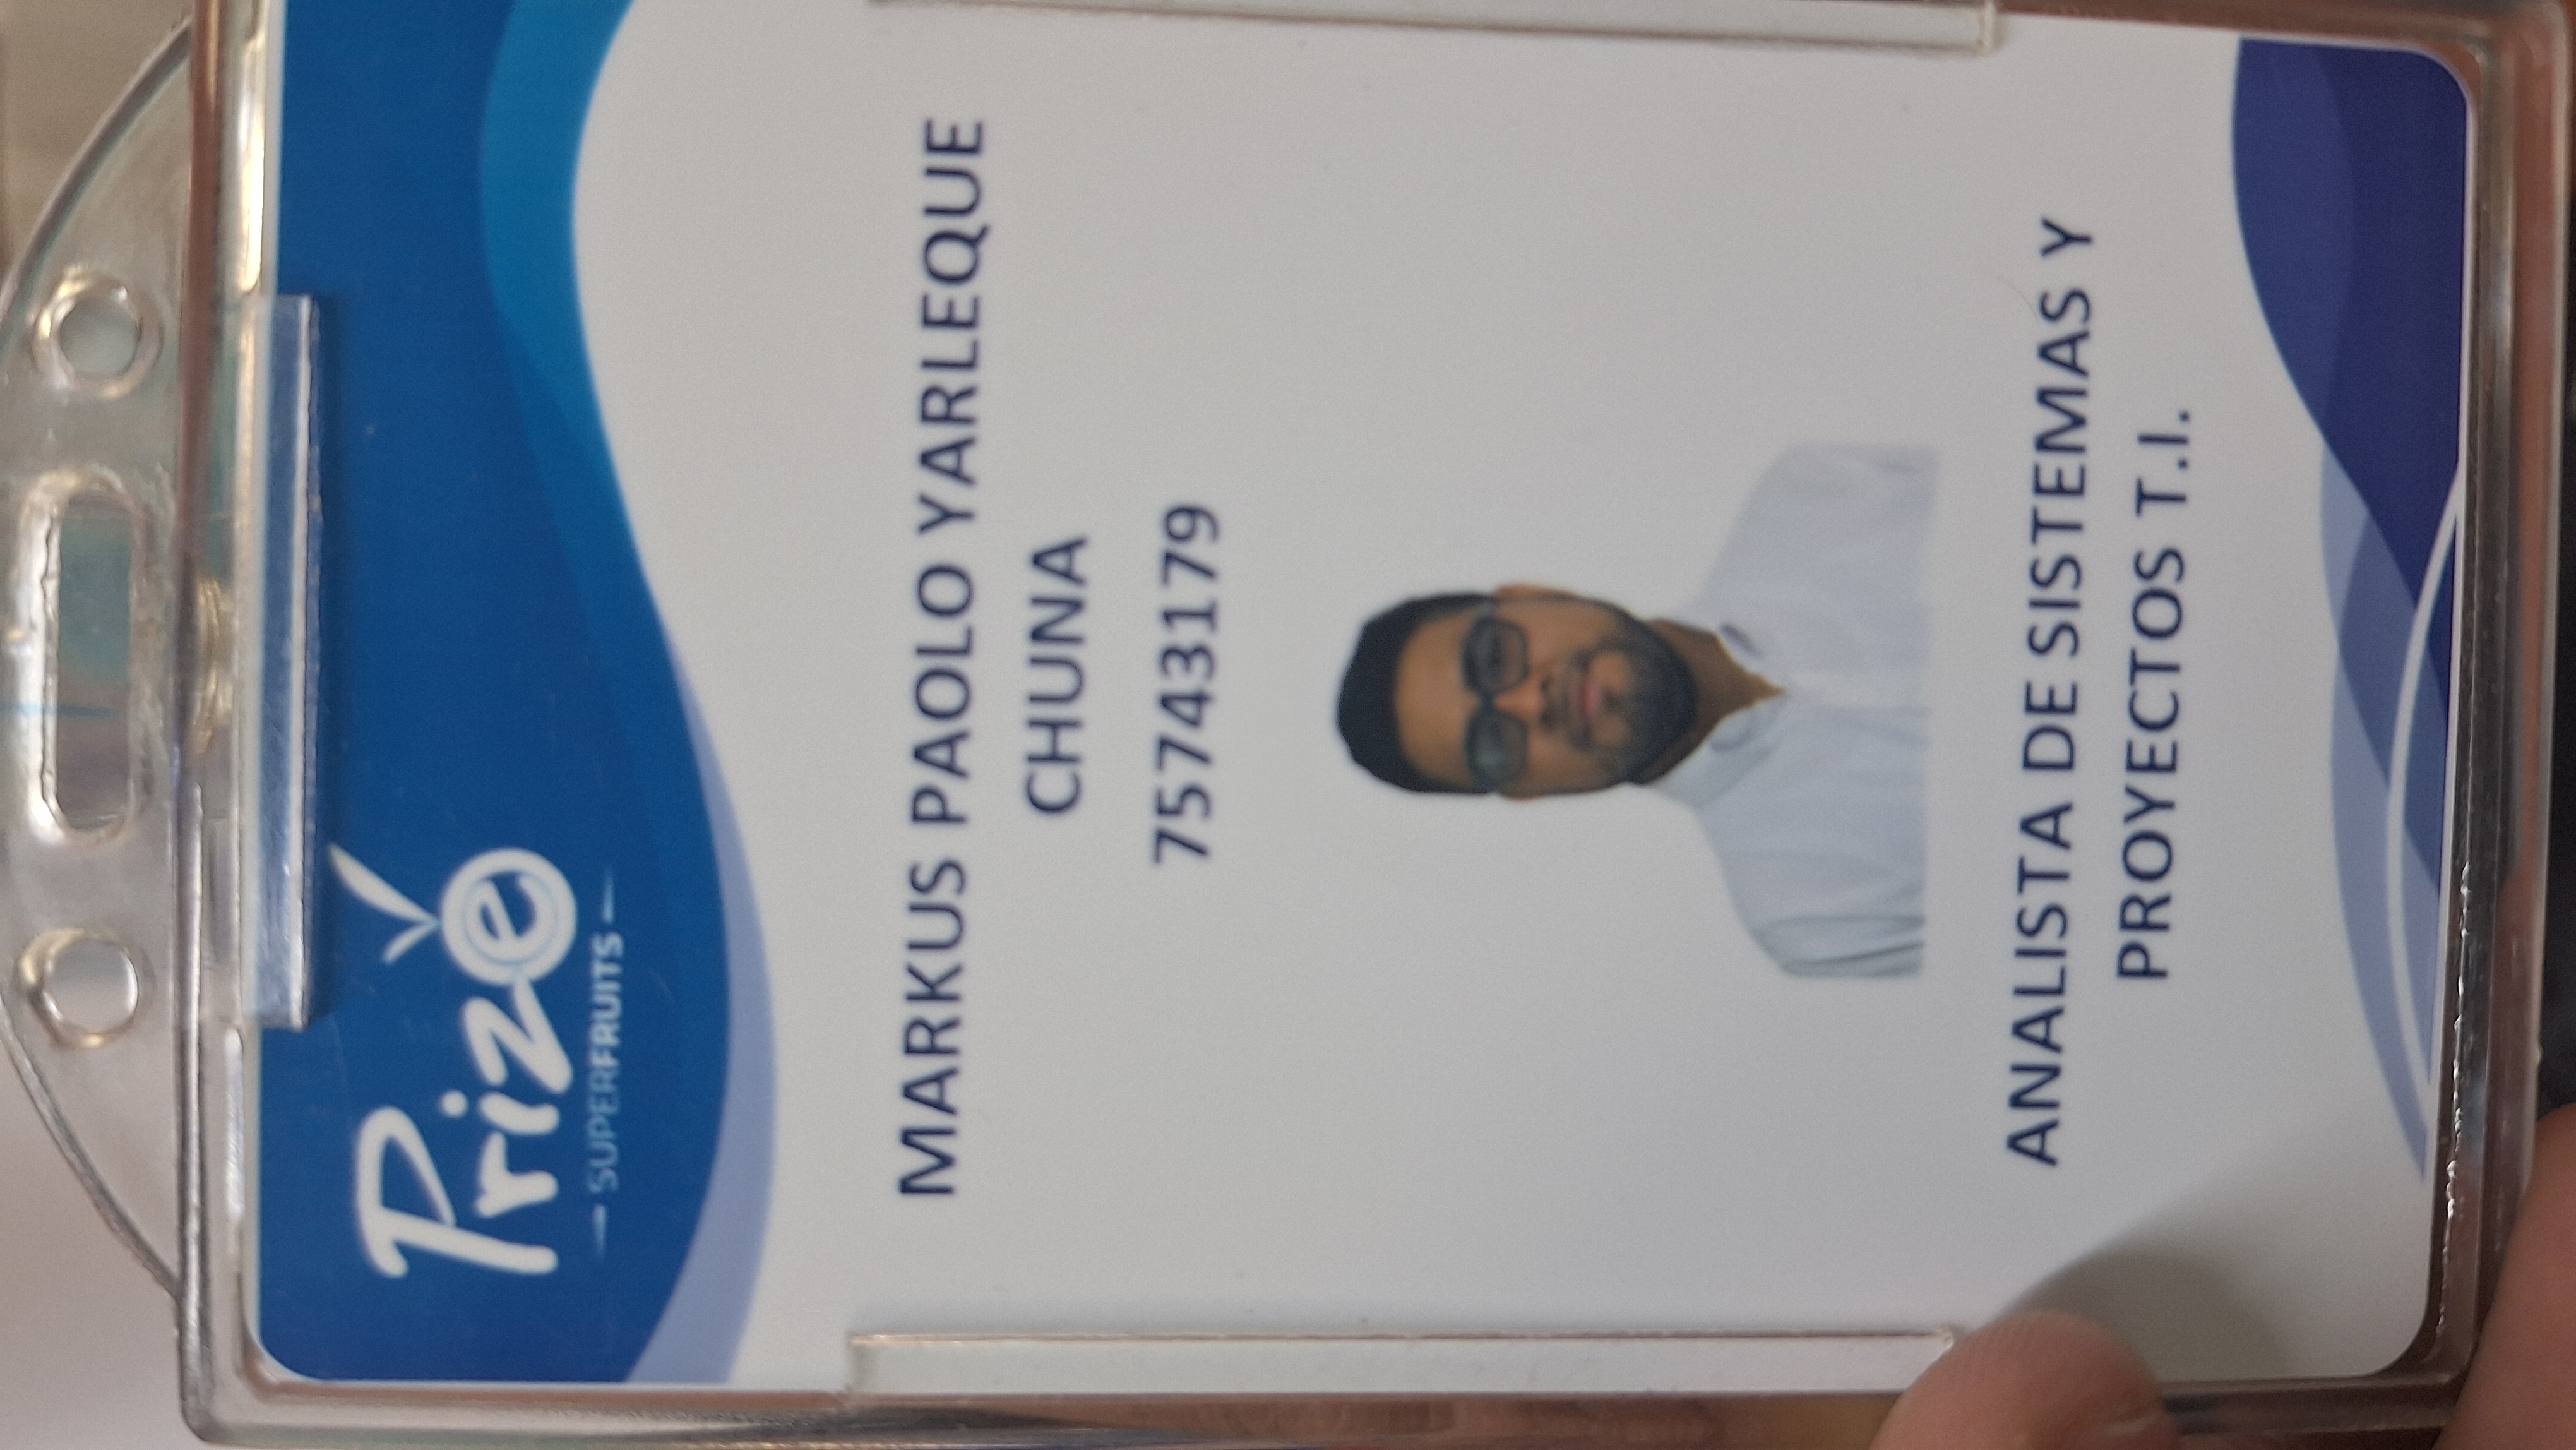 Prize
SUPERFRUITS
MARKUS PAOLO YARLEQUE
CHUNA
75743179
ANALISTA DE SISTEMAS Y
PROYECTOS T.I.